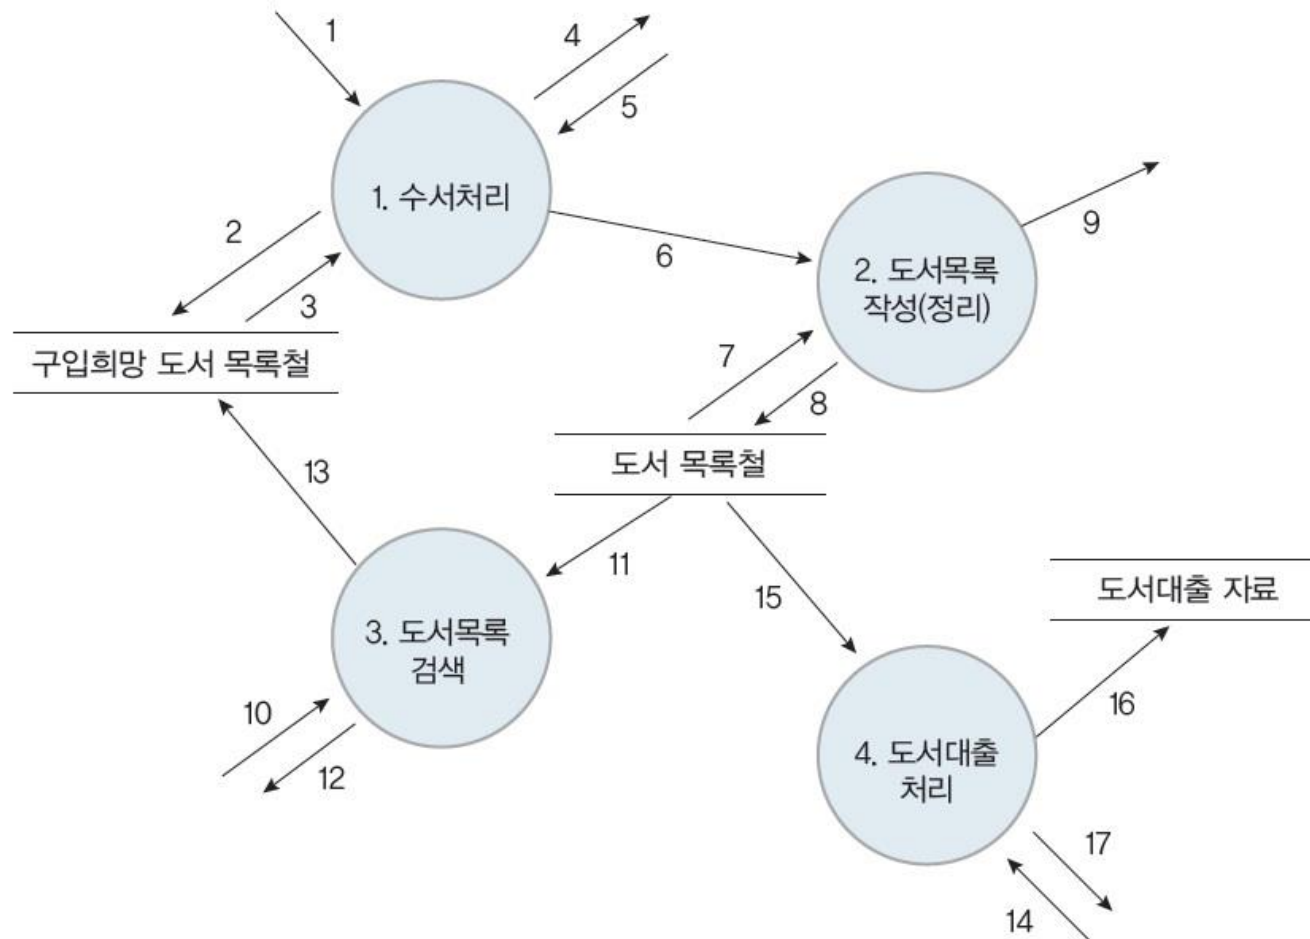 1
4
5
1. 수서처리
2
3
6
9
2. 도서목록
작성(정리)
구입희망 도서 목록철
7
8
도서 목록철
13
11
15
도서대출 자료
3. 도서목록
검색
10
12
16
4. 도서대출
처리
17
14